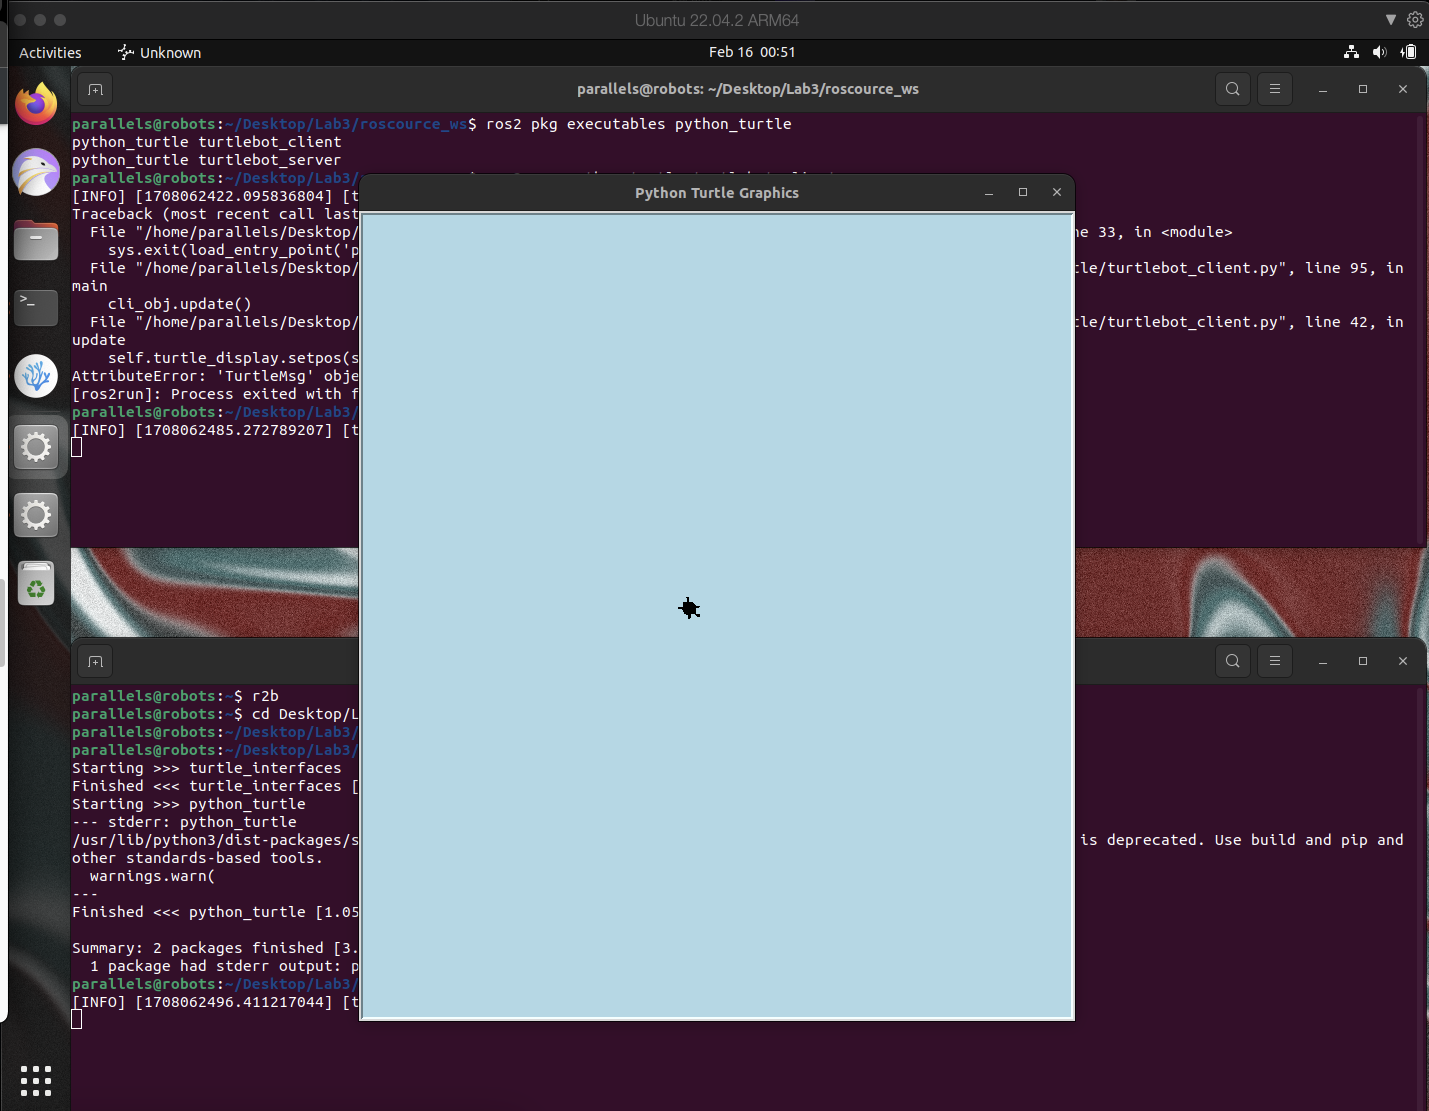 Ubuntu 22.04.2 ARM64
Activities
Unknown
Feb 16 00:51
parallels@robots: ~/Desktop/Lab3/roscource_ws
parallels@robots:~/Desktop/Lab3/roscource_ws$ ros2 pkg executables python_turtle
python_turtle turtlebot_client
python_turtle turtlebot_server
parallels@robots:~/Desktop/Lab3/
[INFO] [1708062422.095836804] [t
Traceback (most recent call last
File "/home/parallels/Desktop/ ne 33, in <module>
sys.exit(load_entry_point('p
File "/home/parallels/Desktop/ tle/turtlebot_client.py", line 95, in
main
cli_obj.update()
File "/home/parallels/Desktop/ tle/turtlebot_client.py", line 42, in
update
self.turtle_display.setpos(s
AttributeError: 'TurtleMsg' obje
[ros2run]: Process exited with f
parallels@robots:~/Desktop/Lab3/
[INFO] [1708062485.272789207] [t
Python Turtle Graphics
parallels@robots:~$ r2b
parallels@robots:~$ cd Desktop/L
parallels@robots:~/Desktop/Lab3/
parallels@robots:~/Desktop/Lab3/
Starting >>> turtle_interfaces
Finished <<< turtle_interfaces [
Starting >>> python_turtle
--- stderr: python_turtle
/usr/lib/python3/dist-packages/s is deprecated. Use build and pip and
other standards-based tools.
warnings.warn(
---
Finished <<< python_turtle [1.05
Summary: 2 packages finished [3.
1 package had stderr output: p
parallels@robots:~/Desktop/Lab3/
[INFO] [1708062496.411217044] [t